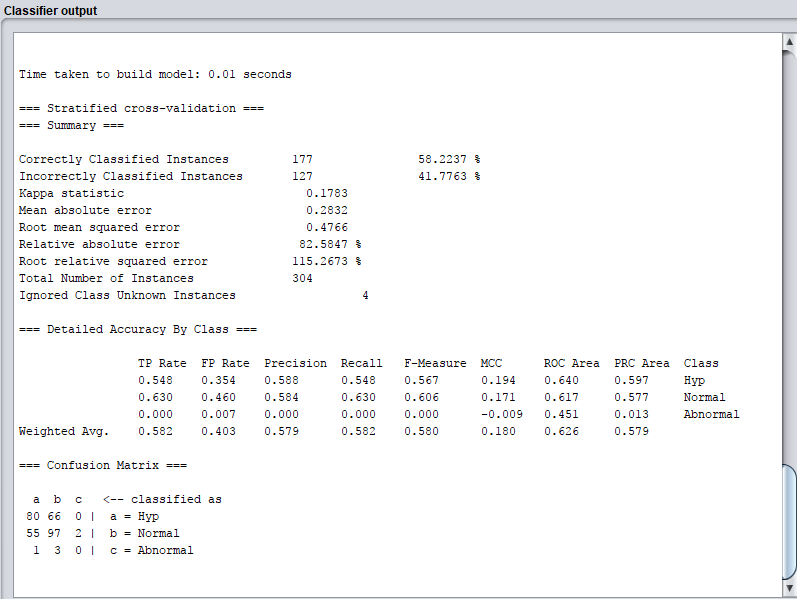 Classifier output
Time taken to build model: 0.01 seconds
=== Stratified cross-validation ===
=== Summary ===
Correctly Classified Instances         177               58.2237 %
Incorrectly Classified Instances       127               41.7763 %
Kappa statistic                          0.1783
Mean absolute error                      0.2832
Root mean squared error                  0.4766
Relative absolute error                 82.5847 %
Root relative squared error            115.2673 %
Total Number of Instances              304
Ignored Class Unknown Instances                  4
=== Detailed Accuracy By Class ===
                 TP Rate  FP Rate  Precision  Recall   F-Measure  MCC      ROC Area  PRC Area  Class
                 0.548    0.354    0.588      0.548    0.567      0.194    0.640     0.597     Hyp
                 0.630    0.460    0.584      0.630    0.606      0.171    0.617     0.577     Normal
                 0.000    0.007    0.000      0.000    0.000      -0.009   0.451     0.013     Abnormal
Weighted Avg.    0.582    0.403    0.579      0.582    0.580      0.180    0.626     0.579
=== Confusion Matrix ===
  a  b  c   <-- classified as
 80 66  0 |  a = Hyp
 55 97  2 |  b = Normal
  1  3  0 |  c = Abnormal